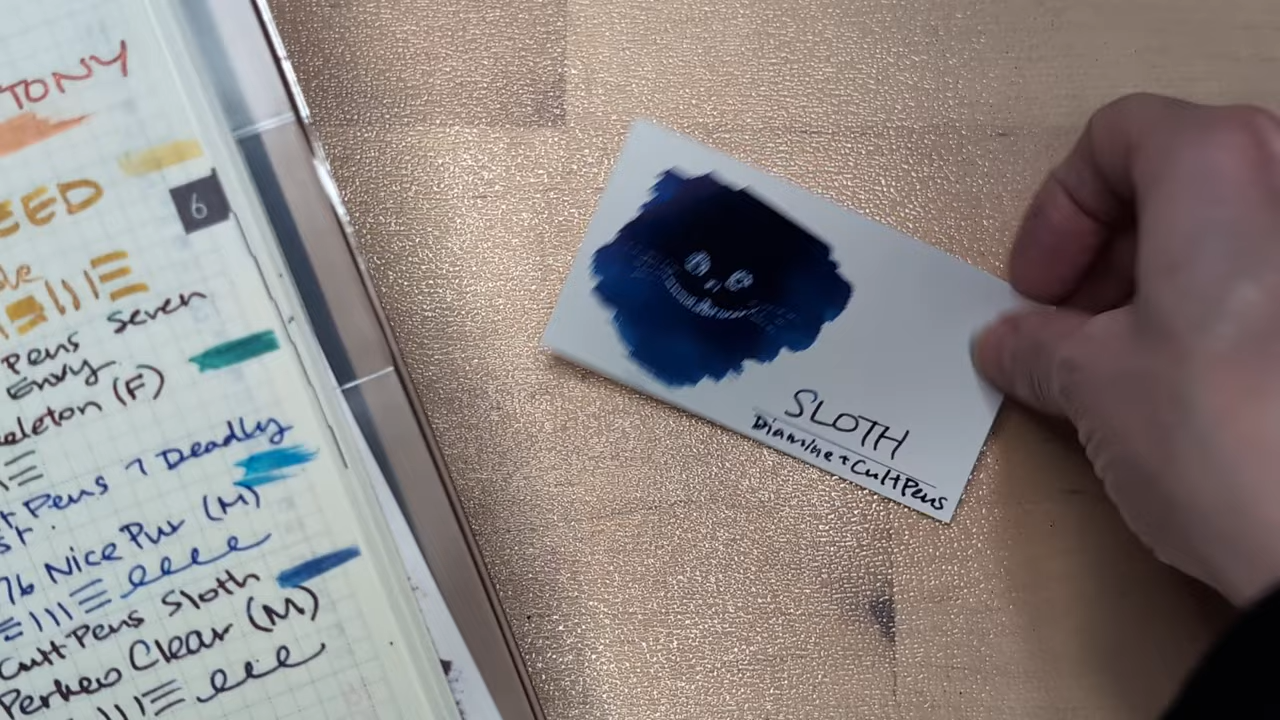 TONY
EED
6
Pens Seven
Envy
eleton (F)
Pens 7 Deadly
76 Nice Pur (M)
Cult Pens Sloth
Perkeo Clear (M)
SLOTH
Diamine + Cult Pens